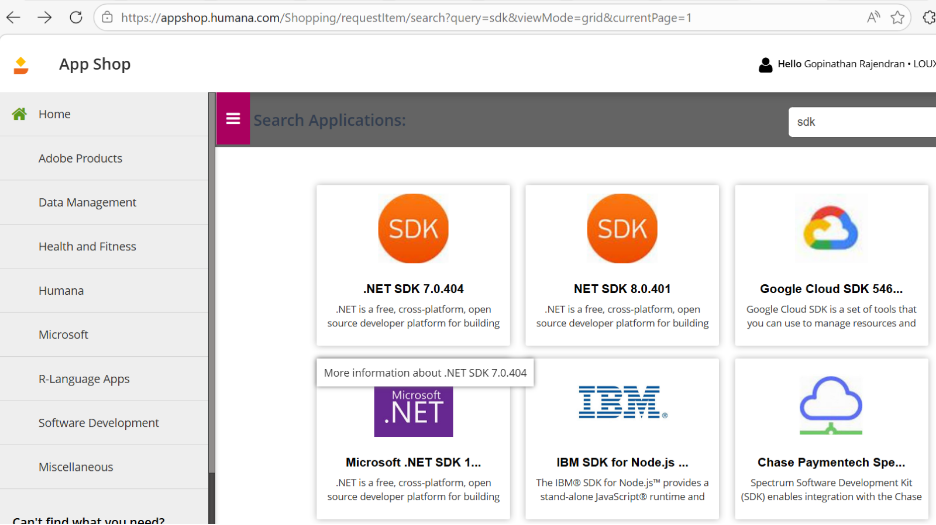 https://appshop.humana.com/Shopping/requestItem/search?query=sdk&viewMode=grid&currentPage=1
App Shop
Hello Gopinathan Rajendran • LOUX
Home
Adobe Products
Data Management
Health and Fitness
Humana
Microsoft
R-Language Apps
Software Development
Miscellaneous
Can't find what you need?
Search Applications:
sdk
SDK
.NET SDK 7.0.404
.NET is a free, cross-platform, open
source developer platform for building
SDK
NET SDK 8.0.401
.NET is a free, cross-platform, open
source developer platform for building
Google Cloud SDK 546...
Google Cloud SDK is a set of tools that
you can use to manage resources and
More information about .NET SDK 7.0.404
Microsoft
.NET
Microsoft .NET SDK 1...
.NET is a free, cross-platform, open
source developer platform for building
IBM
IBM SDK for Node.js ...
The IBM® SDK for Node.js™ provides a
stand-alone JavaScript® runtime and
Chase Paymentech Spe...
Spectrum Software Development Kit
(SDK) enables integration with the Chase